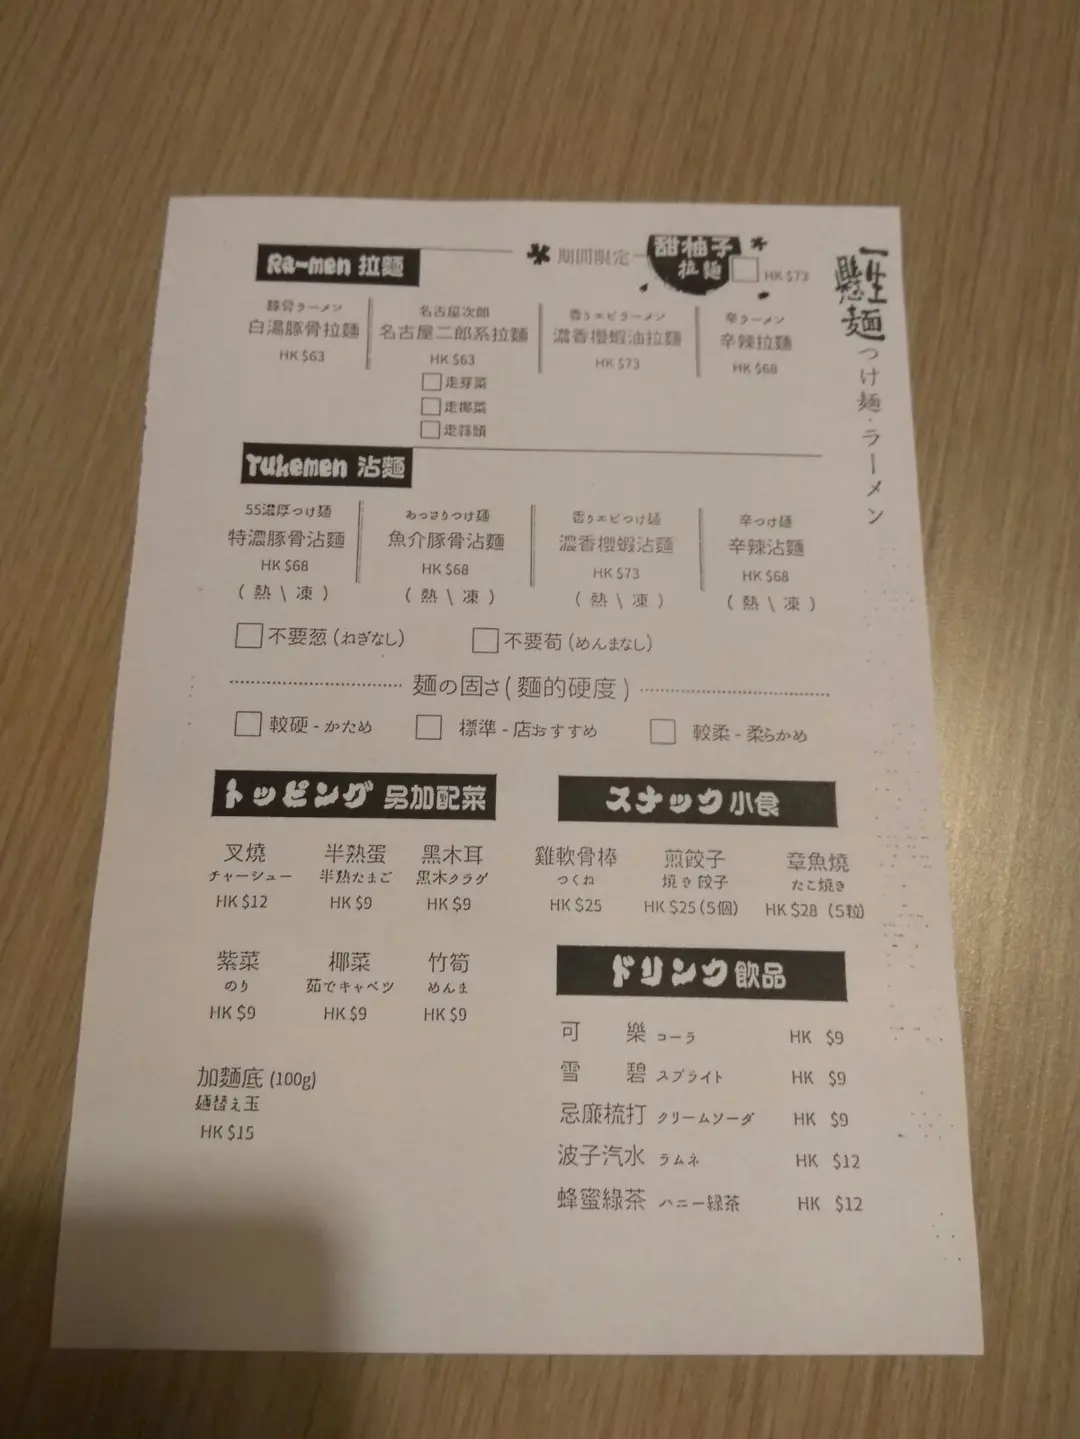 Ra-men 拉麵
期間限定
甜柚子
拉麵
HK $73
豚骨ラーメン
白湯豚骨拉麵
HK $63
名古屋次郎
名古屋二郎系拉麵
HK $63
走芽菜
走椰菜
走蒜頭
香りエビラーメン
濃香櫻蝦油拉麵
HK $73
辛ラーメン
辛辣拉麵
HK $68
一生懸麵
つけ麺・ラーメン
Tukemen 沾麵
55濃厚つけ麺
特濃豚骨沾麵
HK $68
( 熱 \ 凍 )
あっさりつけ麺
魚介豚骨沾麵
HK $68
( 熱 \ 凍 )
香りエビつけ麺
濃香櫻蝦沾麵
HK $73
( 熱 \ 凍 )
辛つけ麺
辛辣沾麵
HK $68
( 熱 \ 凍 )
不要葱 (ねぎなし)
不要荀 (めんまなし)
麺の固さ ( 麵的硬度 )
較硬 - かため
標準 - 店おすすめ
較柔 - 柔らかめ
トッピング 另加配菜
叉燒
チャーシュー
HK $12
半熟蛋
半熟たまご
HK $9
黑木耳
黒木クラゲ
HK $9
紫菜
のり
HK $9
椰菜
茹でキャベツ
HK $9
竹筍
めんま
HK $9
加麵底 (100g)
麺替え玉
HK $15
スナック 小食
雞軟骨棒
つくね
HK $25
煎餃子
焼き餃子
HK $25 (5個)
章魚燒
たこ焼き
HK $28 (5粒)
ドリンク 飲品
可樂 コーラ HK $9
雪碧 スプライト HK $9
忌廉梳打 クリームソーダ HK $9
波子汽水 ラムネ HK $12
蜂蜜綠茶 ハニー緑茶 HK $12